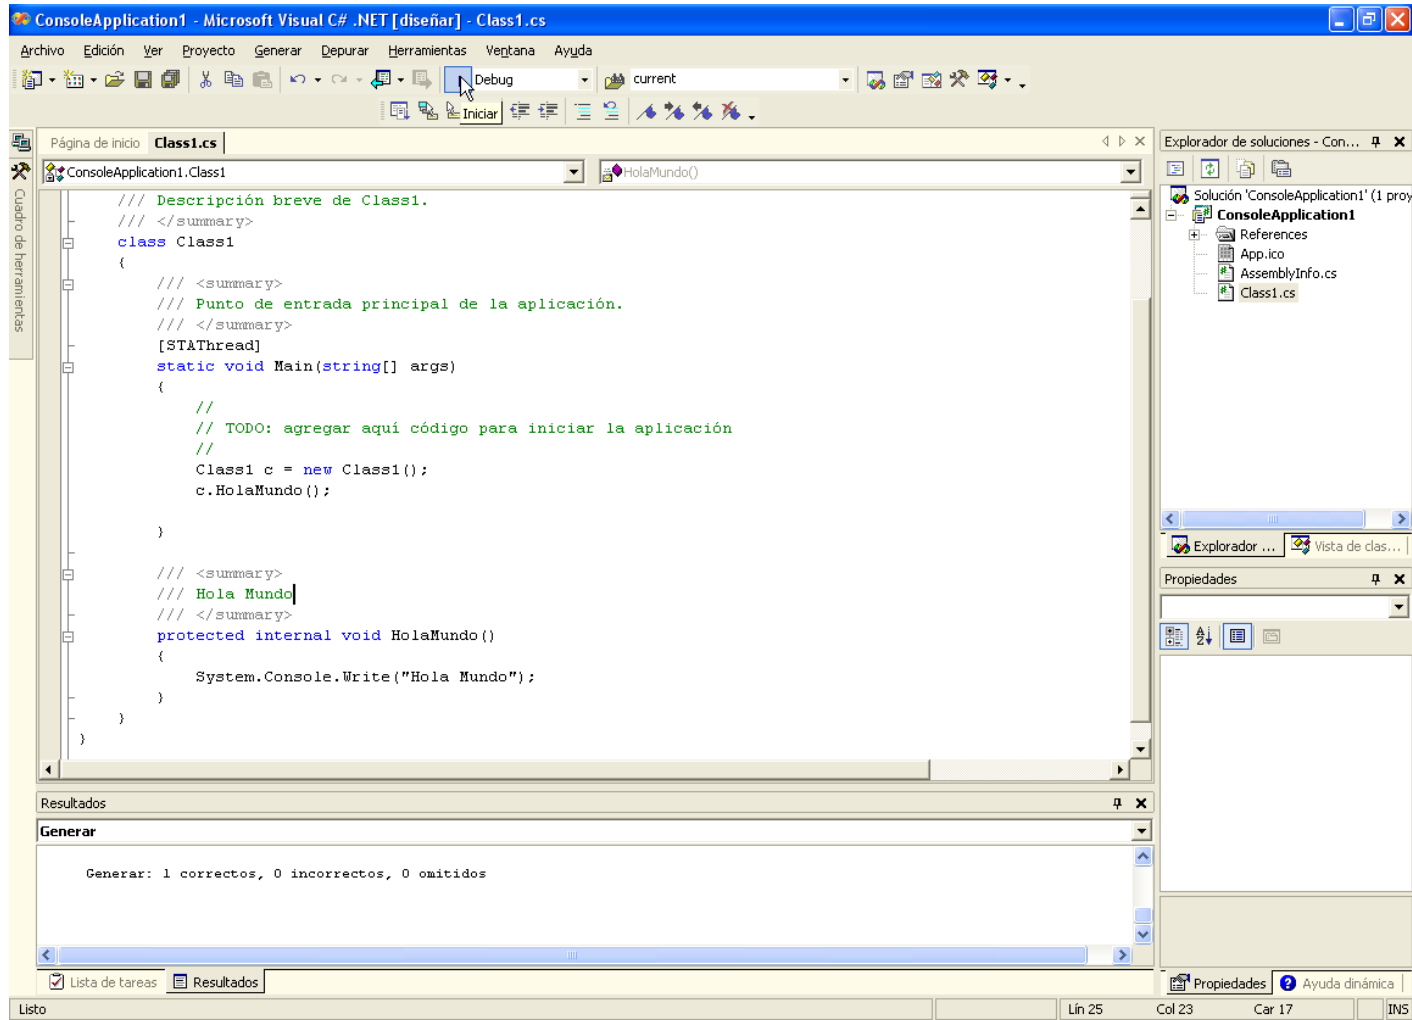 ConsoleApplication1 - Microsoft Visual C# .NET [diseñar] - Class1.cs
Archivo Edición Ver Proyecto Generar Depurar Herramientas Ventana Ayuda
Debug current
Iniciar
Página de inicio Class1.cs
Explorador de soluciones - Con...
ConsoleApplication1.Class1 HolaMundo()
Cuadro de herramientas
/// Descripción breve de Class1.
/// </summary>
class Class1
{
/// <summary>
/// Punto de entrada principal de la aplicación.
/// </summary>
[STAThread]
static void Main(string[] args)
{
//
// TODO: agregar aquí código para iniciar la aplicación
//
Class1 c = new Class1();
c.HolaMundo();
}
/// <summary>
/// Hola Mundo
/// </summary>
protected internal void HolaMundo()
{
System.Console.Write("Hola Mundo");
}
}
}
Solución 'ConsoleApplication1' (1 proy
ConsoleApplication1
References
App.ico
AssemblyInfo.cs
Class1.cs
Explorador ... Vista de clas...
Propiedades
Resultados
Generar
Generar: 1 correctos, 0 incorrectos, 0 omitidos
Lista de tareas Resultados
Propiedades Ayuda dinámica
Listo Lín 25 Col 23 Car 17 INS